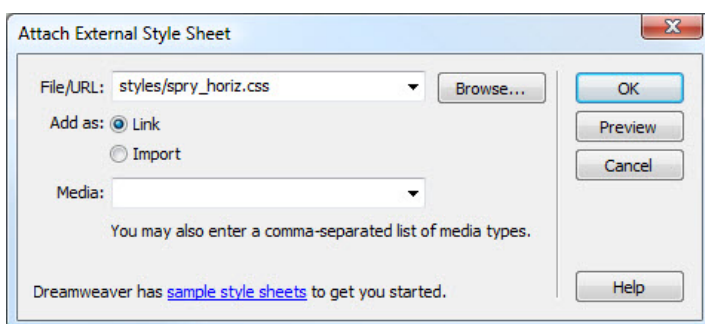 Attach External Style Sheet
File/URL: styles/spry_horiz.css Browse... OK
Add as: Link Preview
Import Cancel
Media:
You may also enter a comma-separated list of media types.
Dreamweaver has sample style sheets to get you started. Help